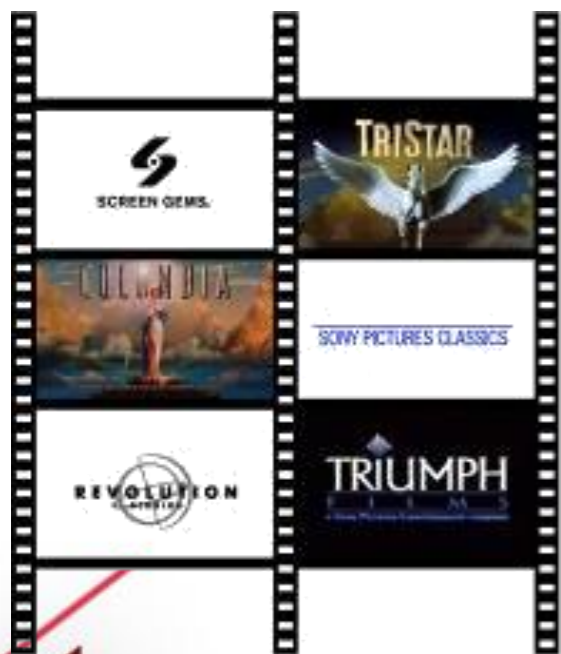 SCREEN GEMS
TRISTAR
COLUMBIA
SONY PICTURES CLASSICS
REVOLUTION
TRIUMPH
FILMS